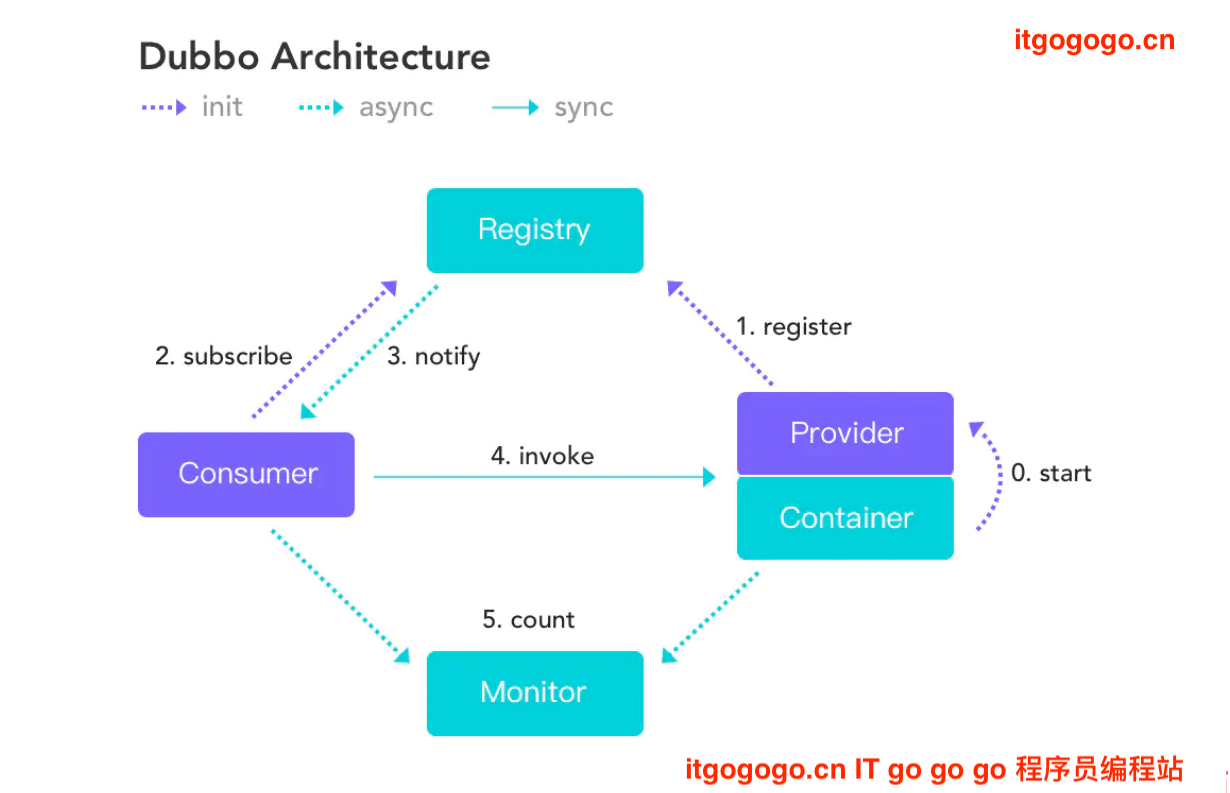 itgogogo.cn
Dubbo Architecture
init async sync
Registry
1. register
2. subscribe 3. notify
Provider
4. invoke
Consumer
0. start
Container
5. count
Monitor
itgogogo.cn IT go go go 程序员编程站